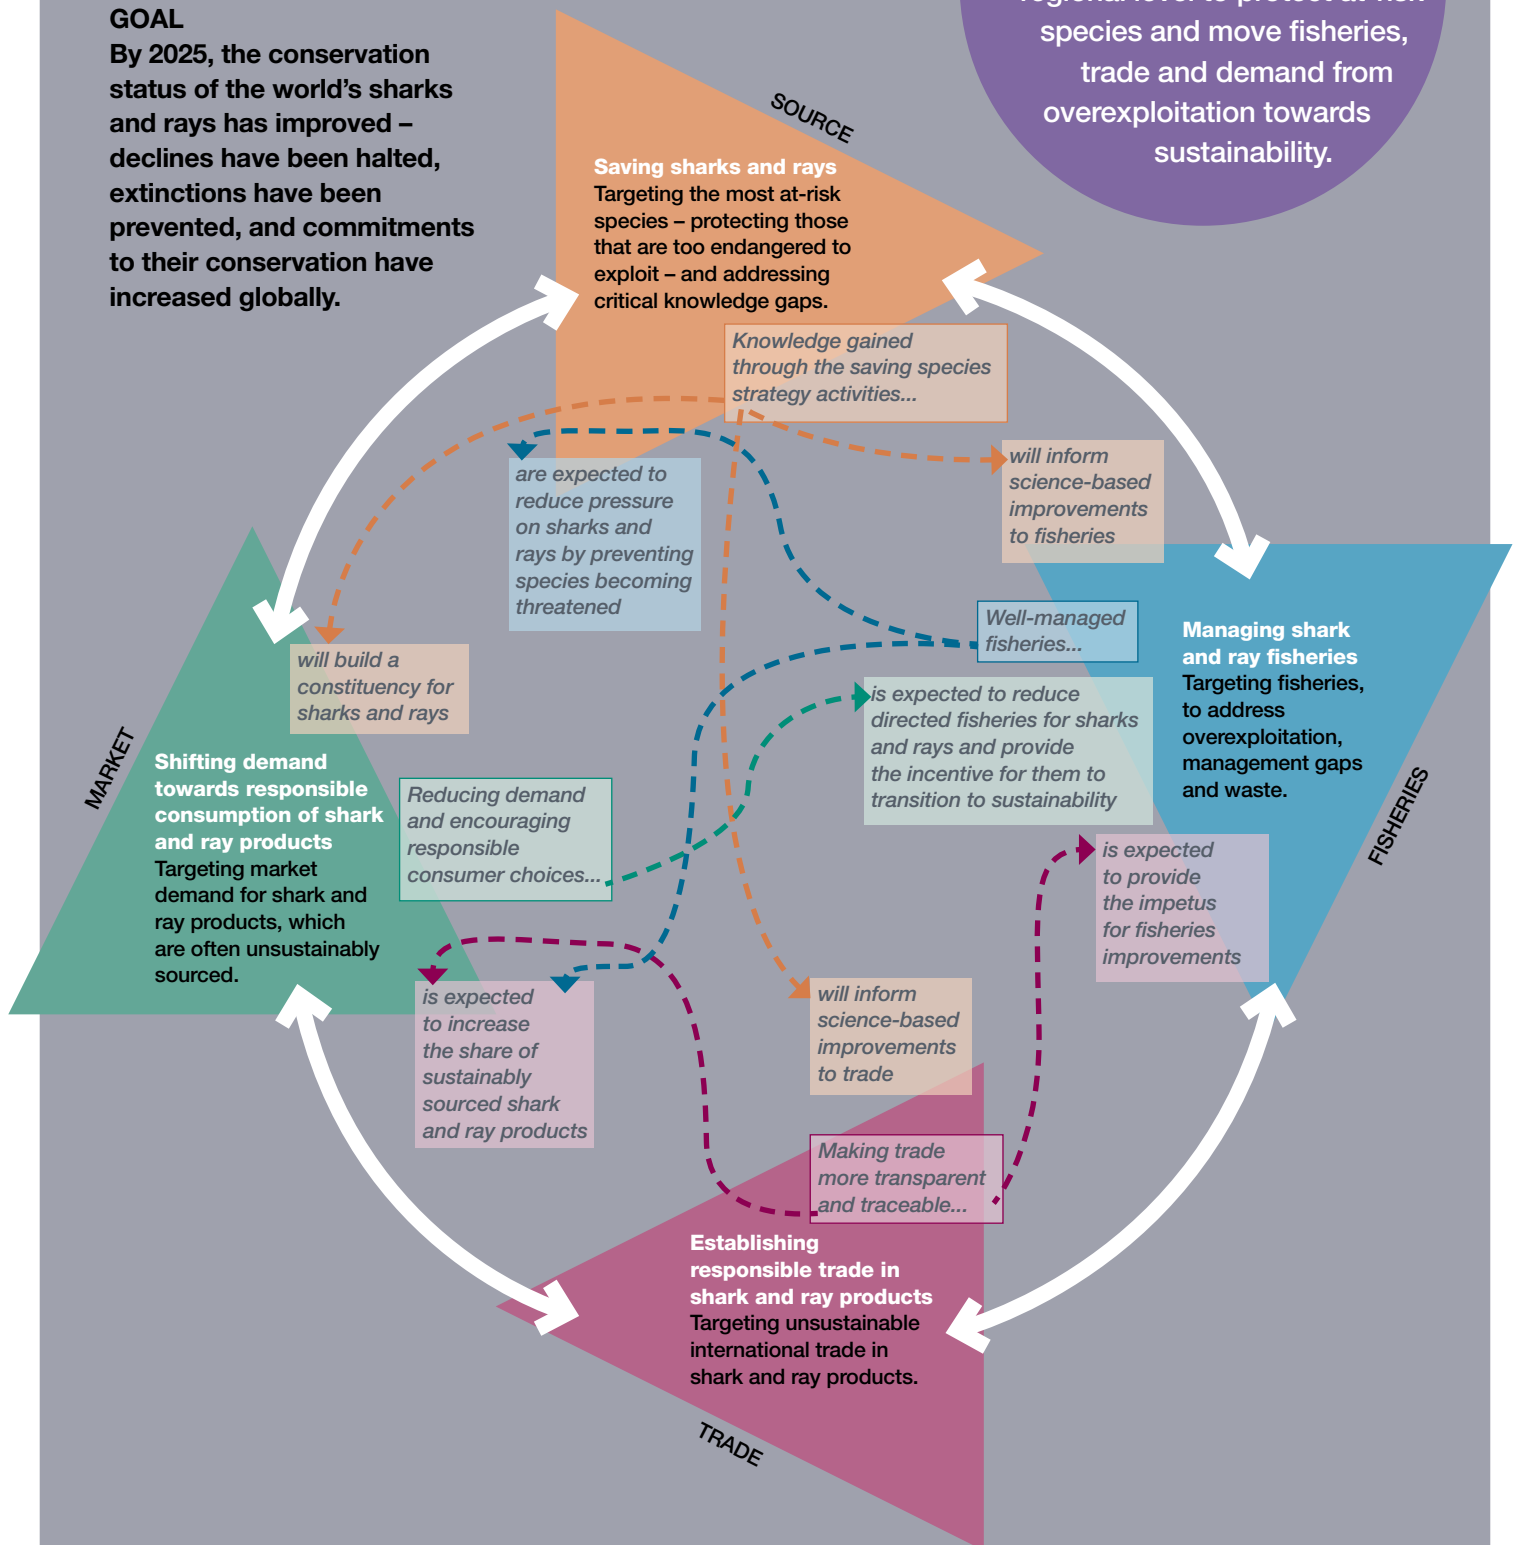 GOAL
By 2025, the conservation
status of the world's sharks
and rays has improved –
declines have been halted,
extinctions have been
prevented, and commitments
to their conservation have
increased globally.
species and move fisheries,
trade and demand from
overexploitation towards
sustainability.
SOURCE
Saving sharks and rays
Targeting the most at-risk
species – protecting those
that are too endangered to
exploit – and addressing
critical knowledge gaps.
Knowledge gained
through the saving species
strategy activities...
are expected to
reduce pressure
on sharks and
rays by preventing
species becoming
threatened
will inform
science-based
improvements
to fisheries
will build a
constituency for
sharks and rays
Well-managed
fisheries...
Managing shark
and ray fisheries
Targeting fisheries,
to address
overexploitation,
management gaps
and waste.
FISHERIES
is expected to reduce
directed fisheries for sharks
and rays and provide
the incentive for them to
transition to sustainability
MARKET
Shifting demand
towards responsible
consumption of shark
and ray products
Targeting market
demand for shark and
ray products, which
are often unsustainably
sourced.
Reducing demand
and encouraging
responsible
consumer choices...
is expected
to provide
the impetus
for fisheries
improvements
is expected
to increase
the share of
sustainably
sourced shark
and ray products
will inform
science-based
improvements
to trade
Making trade
more transparent
and traceable...
Establishing
responsible trade in
shark and ray products
Targeting unsustainable
international trade in
shark and ray products.
TRADE